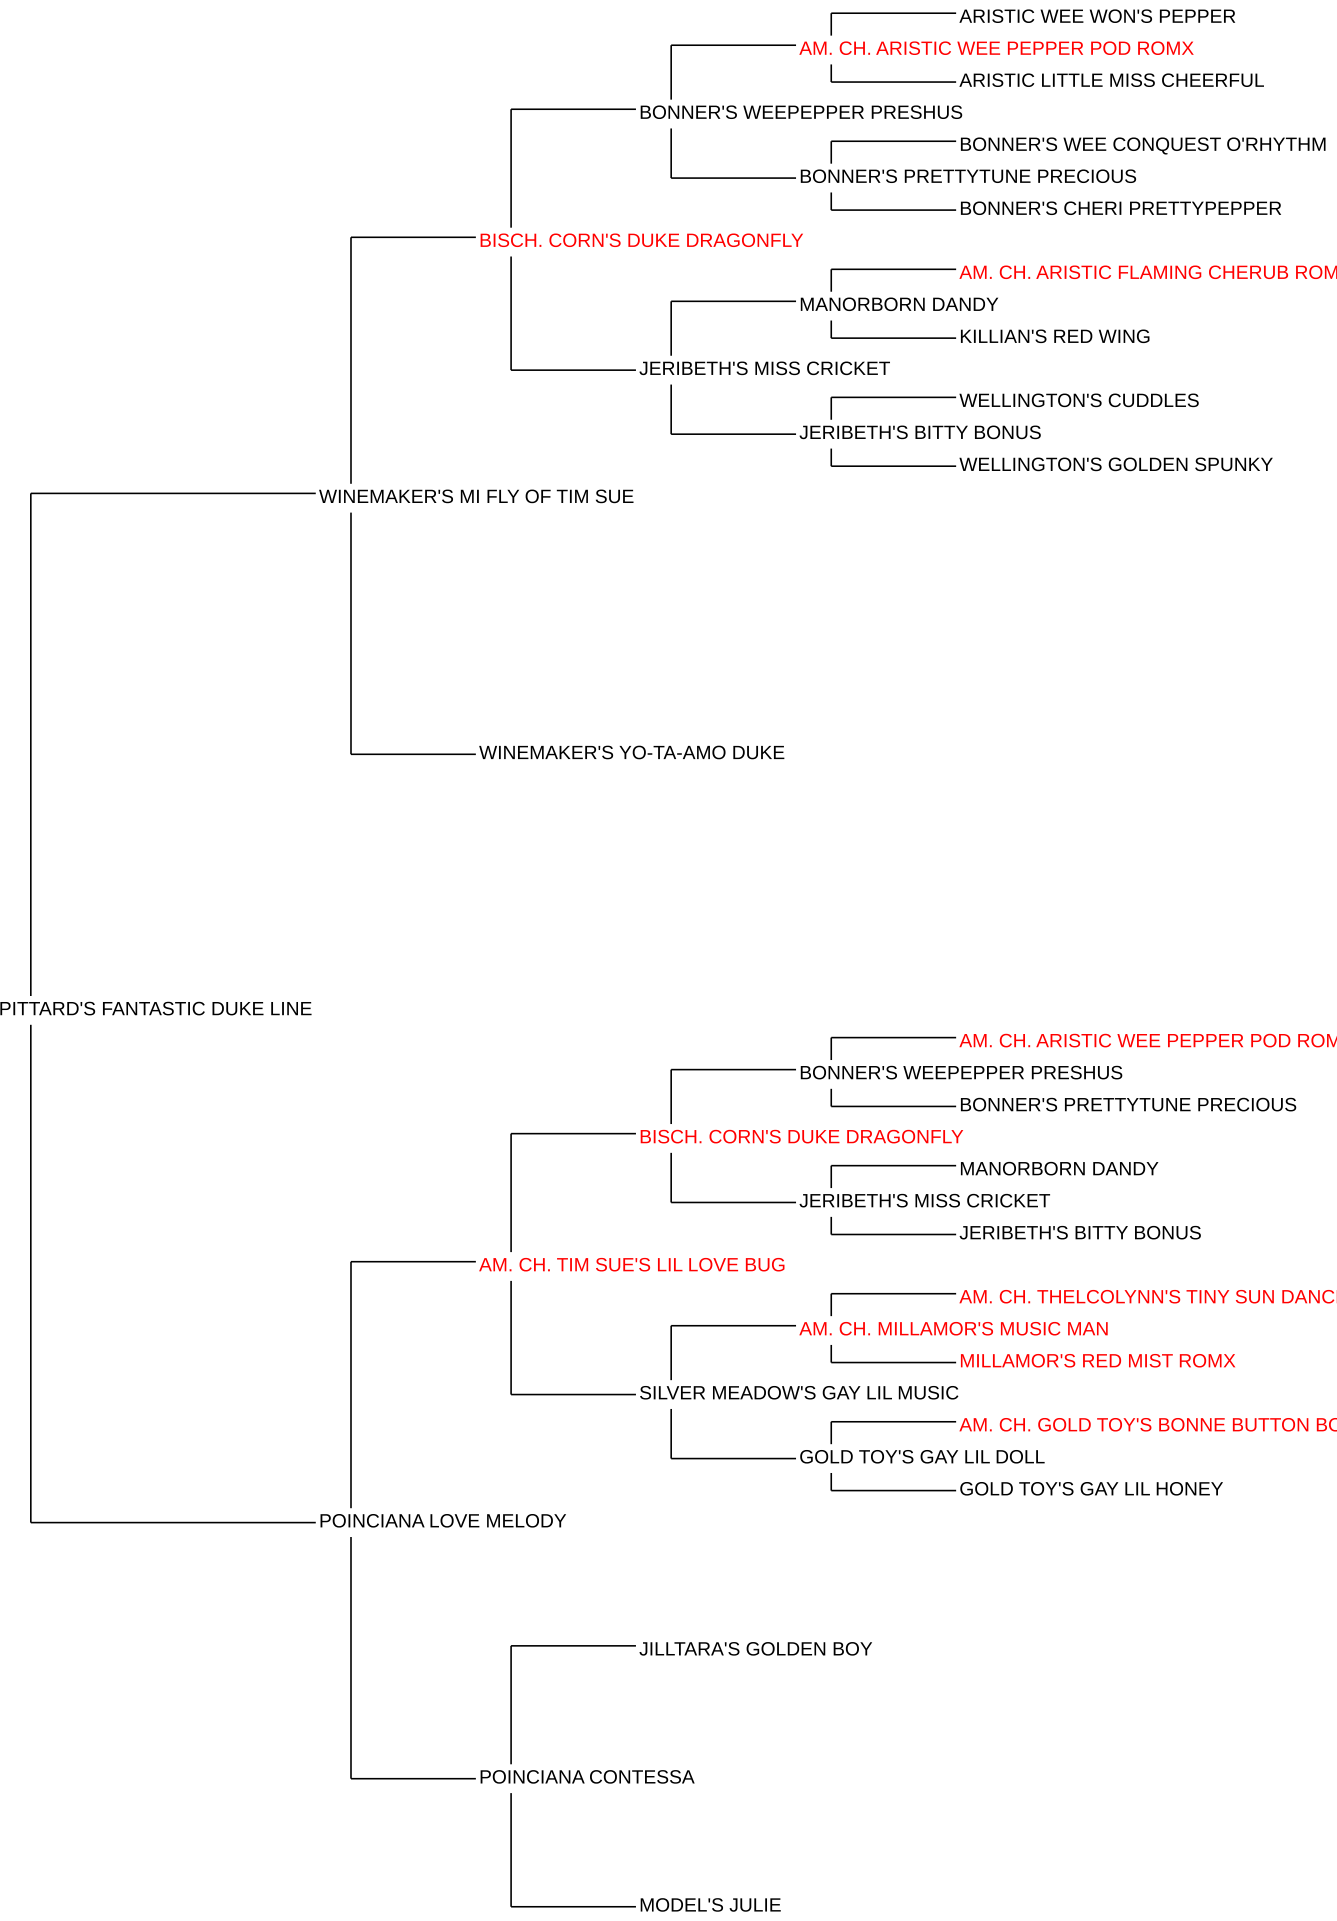 ARISTIC WEE WON'S PEPPER
AM. CH. ARISTIC WEE PEPPER POD ROMX
ARISTIC LITTLE MISS CHEERFUL
BONNER'S WEEPEPPER PRESHUS
BONNER'S WEE CONQUEST O'RHYTHM
BONNER'S PRETTYTUNE PRECIOUS
BONNER'S CHERI PRETTYPEPPER
BISCH. CORN'S DUKE DRAGONFLY
AM. CH. ARISTIC FLAMING CHERUB ROM
MANORBORN DANDY
KILLIAN'S RED WING
JERIBETH'S MISS CRICKET
WELLINGTON'S CUDDLES
JERIBETH'S BITTY BONUS
WELLINGTON'S GOLDEN SPUNKY
WINEMAKER'S MI FLY OF TIM SUE
WINEMAKER'S YO-TA-AMO DUKE
PITTARD'S FANTASTIC DUKE LINE
AM. CH. ARISTIC WEE PEPPER POD ROM
BONNER'S WEEPEPPER PRESHUS
BONNER'S PRETTYTUNE PRECIOUS
BISCH. CORN'S DUKE DRAGONFLY
MANORBORN DANDY
JERIBETH'S MISS CRICKET
JERIBETH'S BITTY BONUS
AM. CH. TIM SUE'S LIL LOVE BUG
AM. CH. THELCOLYNN'S TINY SUN DANC
AM. CH. MILLAMOR'S MUSIC MAN
MILLAMOR'S RED MIST ROMX
SILVER MEADOW'S GAY LIL MUSIC
AM. CH. GOLD TOY'S BONNE BUTTON BO
GOLD TOY'S GAY LIL DOLL
GOLD TOY'S GAY LIL HONEY
POINCIANA LOVE MELODY
JILLTARA'S GOLDEN BOY
POINCIANA CONTESSA
MODEL'S JULIE